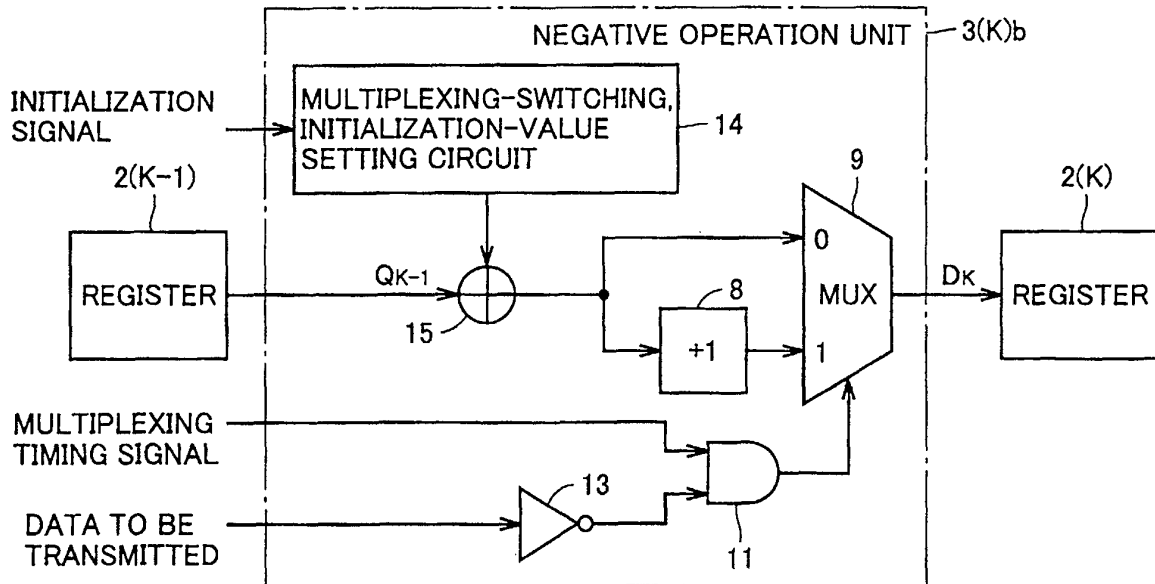 NEGATIVE OPERATION UNIT
3(K)b
INITIALIZATION
SIGNAL
MULTIPLEXING-SWITCHING,
INITIALIZATION-VALUE
SETTING CIRCUIT
14
2(K-1)
9
2(K)
REGISTER
QK-1
15
0
8
+1
1
MUX
DK
REGISTER
MULTIPLEXING
TIMING SIGNAL
13
11
DATA TO BE
TRANSMITTED